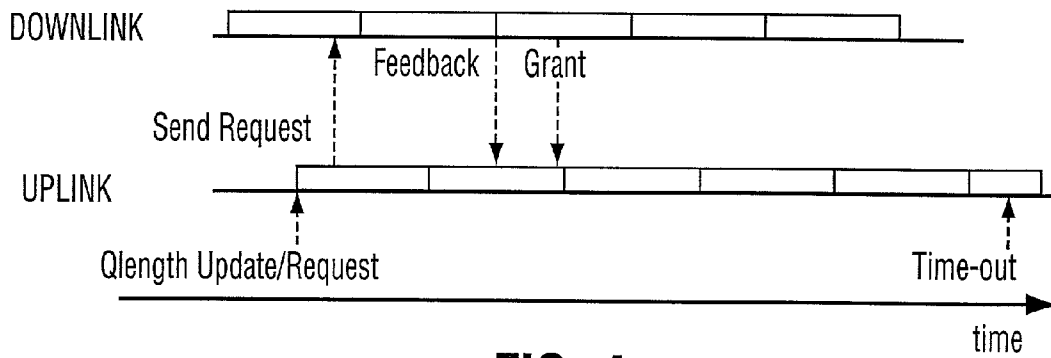 DOWNLINK
Feedback Grant
Send Request
UPLINK
Qlength Update/Request
Time-out
time